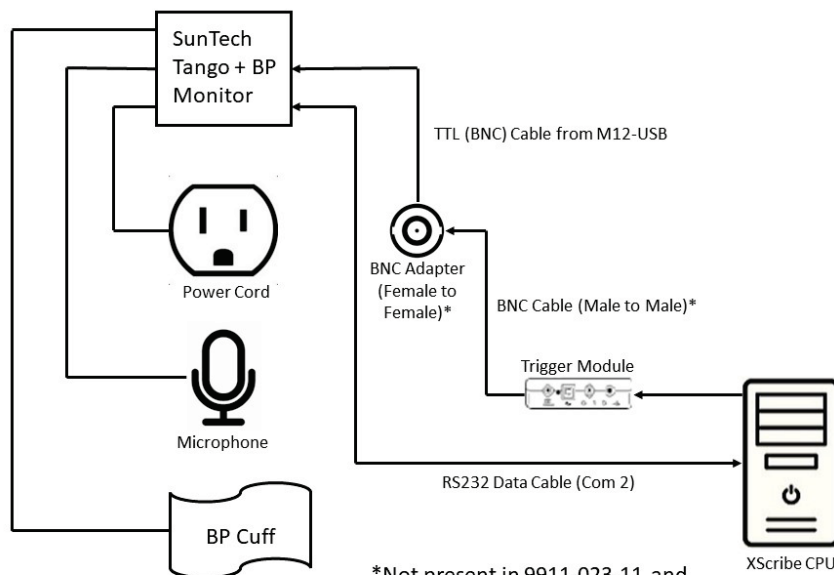 SunTech
Tango + BP
Monitor
TTL (BNC) Cable from M12-USB
BNC Adapter
(Female to
Female)*
Power Cord
BNC Cable (Male to Male)*
Trigger Module
Microphone
RS232 Data Cable (Com 2)
BP Cuff
XScribe CPU
*Not present in 9911-023-11 and